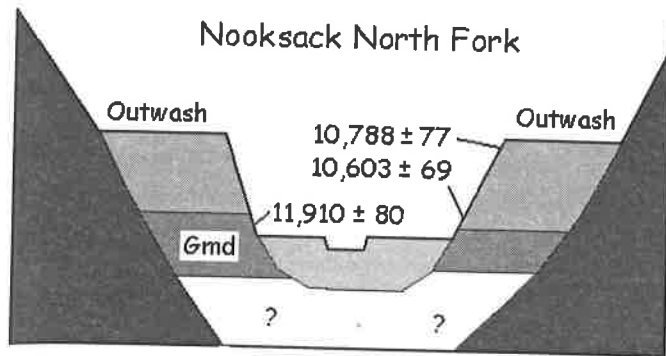 Nooksack North Fork
Outwash
10,788 ± 77
Outwash
10,603 ± 69
11,910 ± 80
Gmd
? ?